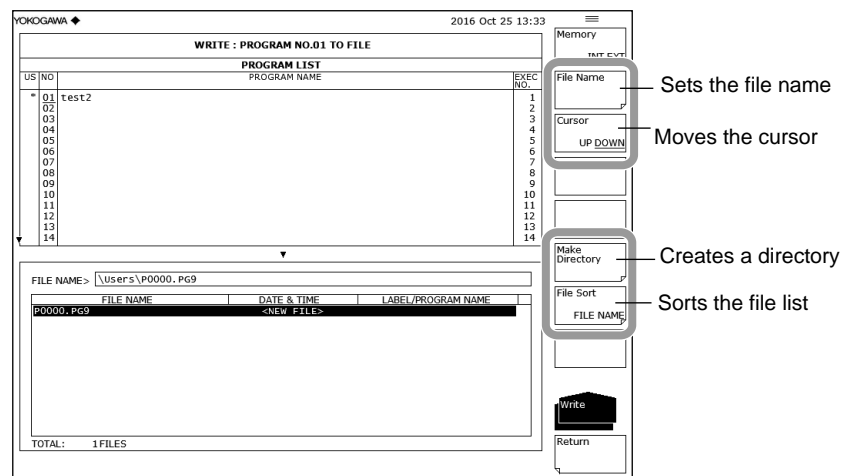 YOKOGAWA ◆ 2016 Oct 25 13:33
WRITE : PROGRAM NO.01 TO FILE
PROGRAM LIST
US NO PROGRAM NAME EXEC NO.
* 01 test2 1
02 2
03 3
04 4
05 5
06 6
07 7
08 8
09 9
10 10
11 11
12 12
13 13
14 14
FILE NAME> \Users\P0000.PG9
FILE NAME DATE & TIME LABEL/PROGRAM NAME
P0000.PG9 <NEW FILE>
TOTAL: 1FILES
Memory
INT EXT
File Name
Cursor
UP DOWN
Make
Directory
File Sort
FILE NAME
Write
Return
Sets the file name
Moves the cursor
Creates a directory
Sorts the file list